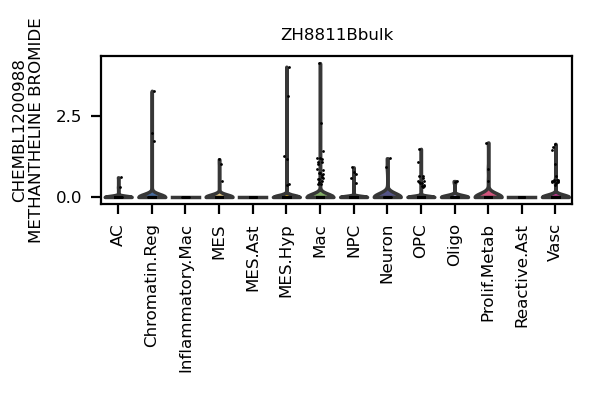 ZH8811Bbulk
CHEMBL1200988
METHANTHELINE BROMIDE
2.5
0.0
AC
Chromatin.Reg
Inflammatory.Mac
MES
MES.Ast
MES.Hyp
Mac
NPC
Neuron
OPC
Oligo
Prolif.Metab
Reactive.Ast
Vasc